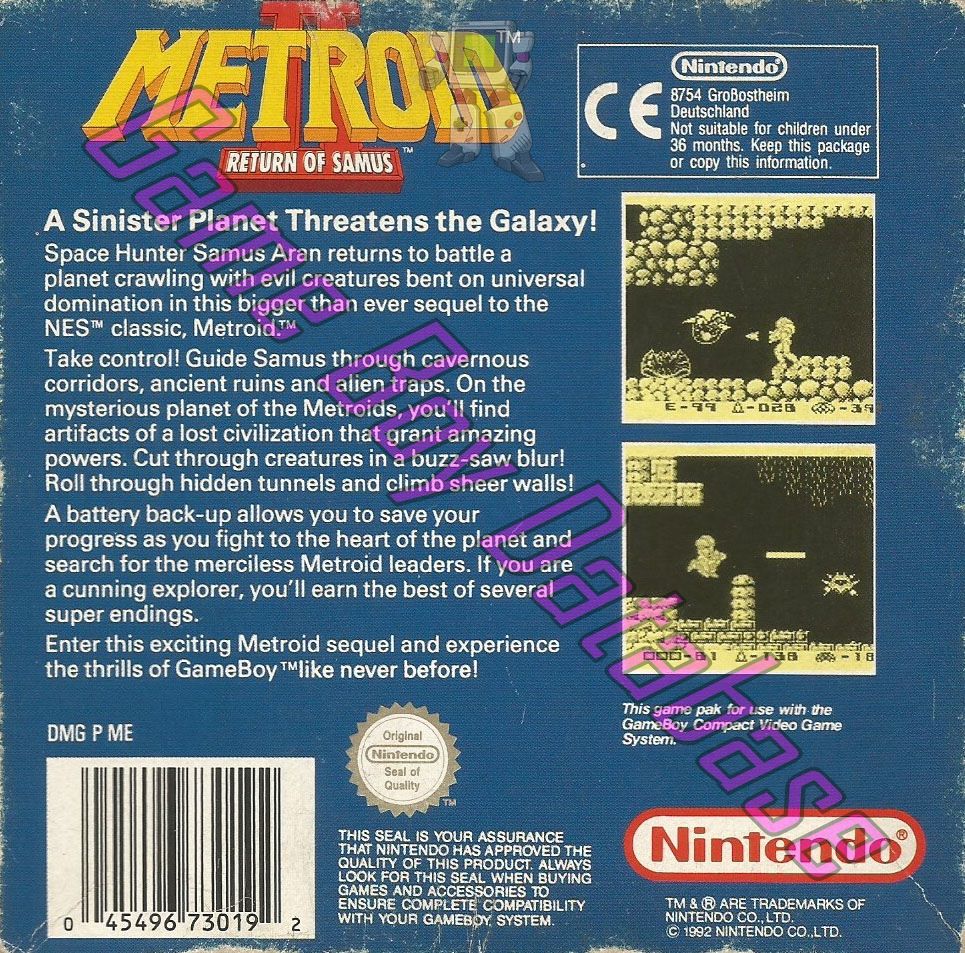 METROID™
II
RETURN OF SAMUS™
Nintendo®
CE
8754 Großostheim
Deutschland
Not suitable for children under
36 months. Keep this package
or copy this information.
A Sinister Planet Threatens the Galaxy!
Space Hunter Samus Aran returns to battle a
planet crawling with evil creatures bent on universal
domination in this bigger than ever sequel to the
NES™ classic, Metroid.™
Take control! Guide Samus through cavernous
corridors, ancient ruins and alien traps. On the
mysterious planet of the Metroids, you'll find
artifacts of a lost civilization that grant amazing
powers. Cut through creatures in a buzz-saw blur!
Roll through hidden tunnels and climb sheer walls!
A battery back-up allows you to save your
progress as you fight to the heart of the planet and
search for the merciless Metroid leaders. If you are
a cunning explorer, you'll earn the best of several
super endings.
Enter this exciting Metroid sequel and experience
the thrills of GameBoy™like never before!
E-99 -028 -39
-81 -138 -18
This game pak for use with the
GameBoy Compact Video Game
System.
DMG P ME
Original
Nintendo
Seal of
Quality
TM
THIS SEAL IS YOUR ASSURANCE
THAT NINTENDO HAS APPROVED THE
QUALITY OF THIS PRODUCT. ALWAYS
LOOK FOR THIS SEAL WHEN BUYING
GAMES AND ACCESSORIES TO
ENSURE COMPLETE COMPATIBILITY
WITH YOUR GAMEBOY SYSTEM.
0 45496 73019 2
Nintendo®
TM & ® ARE TRADEMARKS OF
NINTENDO CO., LTD.
© 1992 NINTENDO CO., LTD.
Game Boy Database